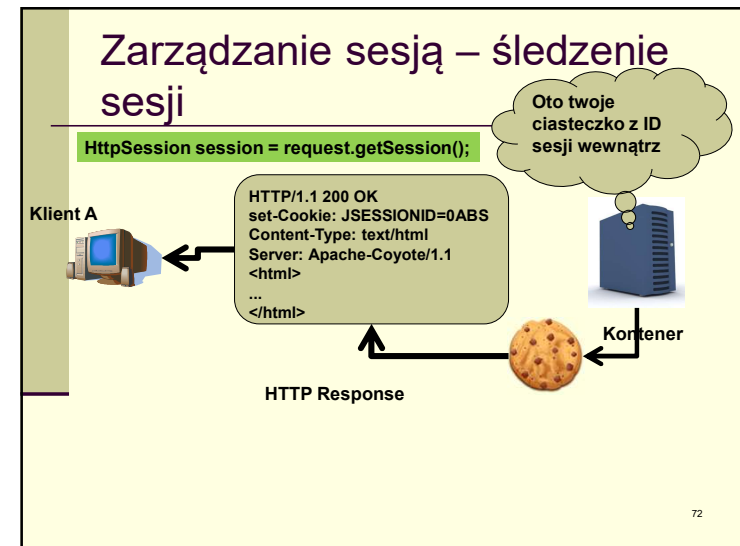 Zarządzanie sesją – śledzenie
sesji
Oto twoje
ciasteczko z ID
sesji wewnątrz
HttpSession session = request.getSession();
Klient A
HTTP/1.1 200 OK
set-Cookie: JSESSIONID=0ABS
Content-Type: text/html
Server: Apache-Coyote/1.1
<html>
...
</html>
Kontener
HTTP Response
72